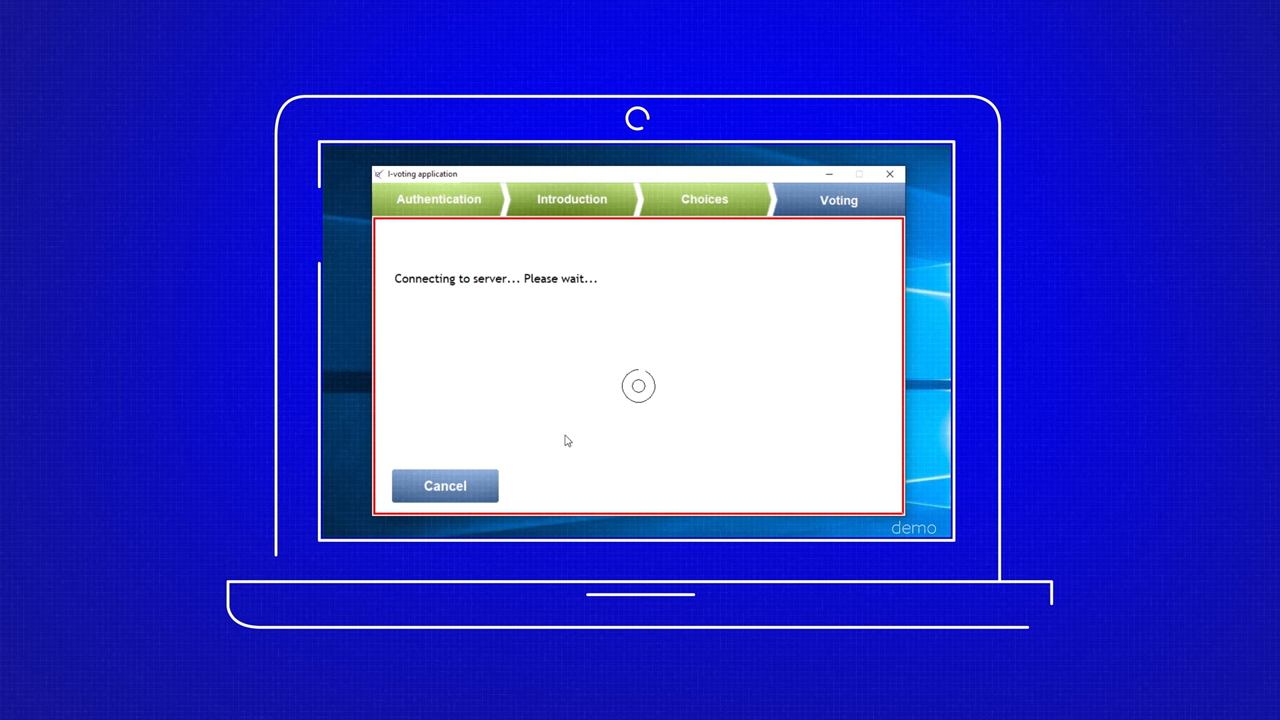 I-voting application
Authentication Introduction Choices Voting
Connecting to server... Please wait...
Cancel
demo